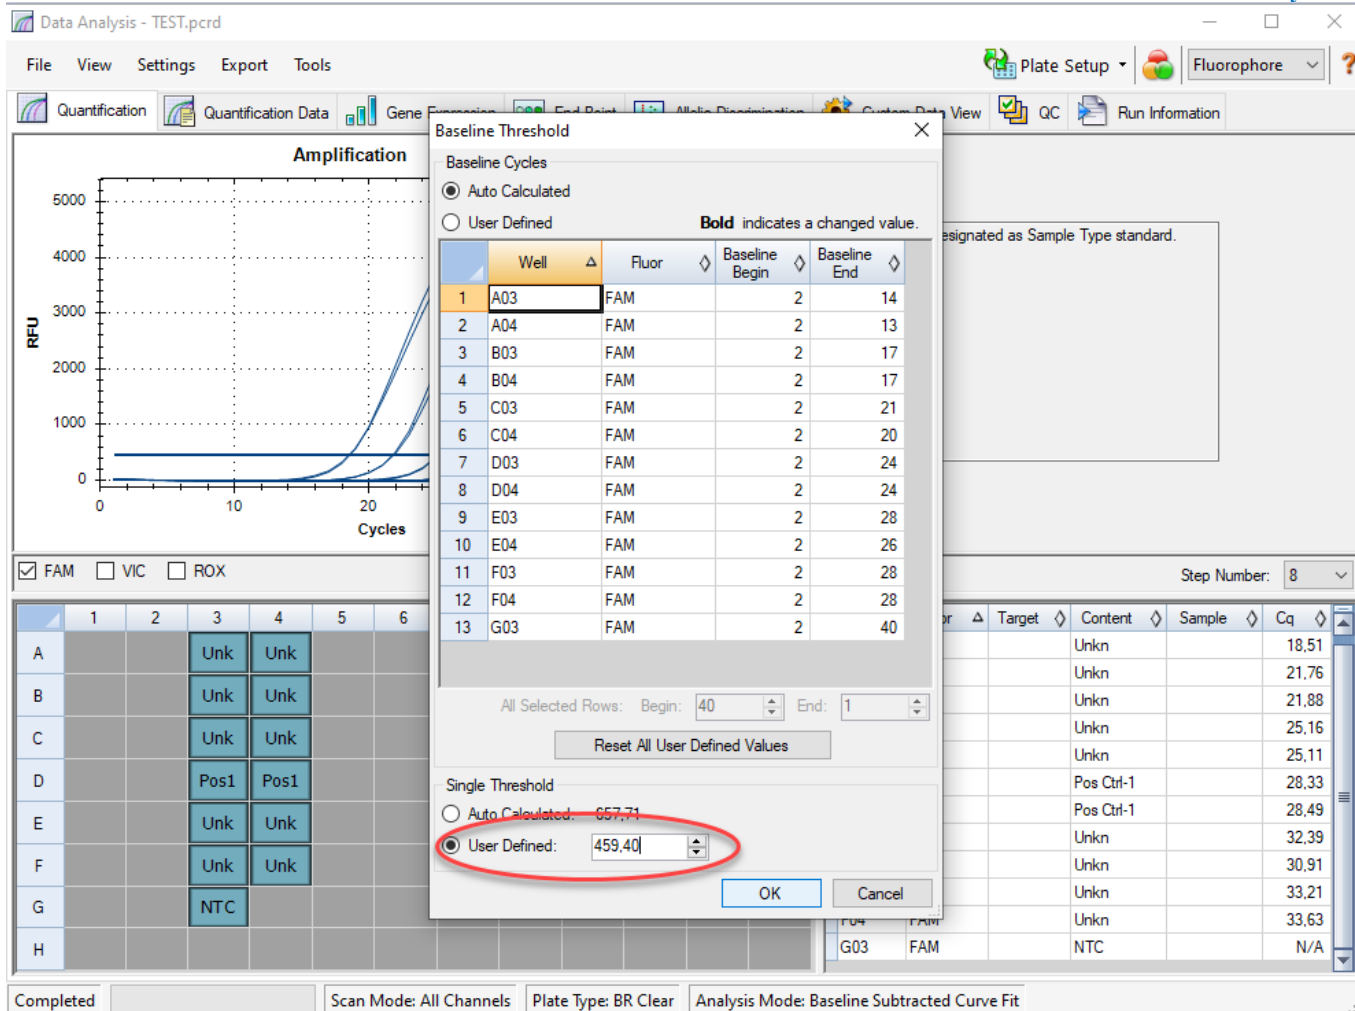 Data Analysis - TEST.pcrd
File View Settings Export Tools
Plate Setup Fluorophore ?
Quantification Quantification Data Gene Expression End Point Allelic Discrimination Custom Data View QC Run Information
Amplification
5000
4000
3000
2000
1000
0
RFU
0 10 20
Cycles
Baseline Threshold
Baseline Cycles
Auto Calculated
User Defined Bold indicates a changed value.
Well Fluor Baseline Begin Baseline End
1 A03 FAM 2 14
2 A04 FAM 2 13
3 B03 FAM 2 17
4 B04 FAM 2 17
5 C03 FAM 2 21
6 C04 FAM 2 20
7 D03 FAM 2 24
8 D04 FAM 2 24
9 E03 FAM 2 28
10 E04 FAM 2 26
11 F03 FAM 2 28
12 F04 FAM 2 28
13 G03 FAM 2 40
All Selected Rows: Begin: 40 End: 1
Reset All User Defined Values
Single Threshold
Auto Calculated: 657,71
User Defined: 459,40
OK Cancel
esignated as Sample Type standard.
FAM VIC ROX
Step Number: 8
1 2 3 4 5 6
A Unk Unk
B Unk Unk
C Unk Unk
D Pos1 Pos1
E Unk Unk
F Unk Unk
G NTC
H
or Target Content Sample Cq
Unkn 18,51
Unkn 21,76
Unkn 21,88
Unkn 25,16
Unkn 25,11
Pos Ctrl-1 28,33
Pos Ctrl-1 28,49
Unkn 32,39
Unkn 30,91
Unkn 33,21
F04 FAM Unkn 33,63
G03 FAM NTC N/A
Completed Scan Mode: All Channels Plate Type: BR Clear Analysis Mode: Baseline Subtracted Curve Fit